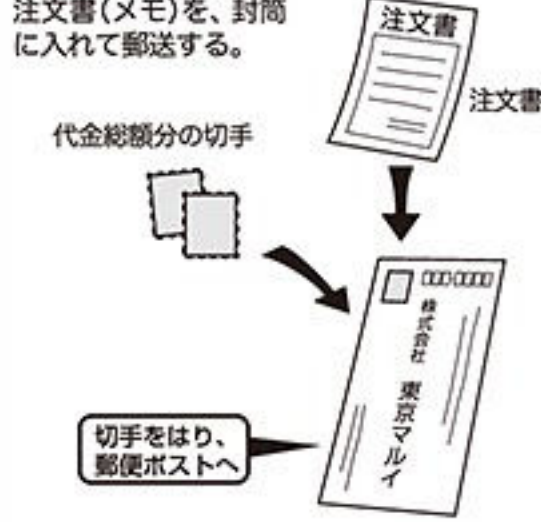 注文書(メモ)を、封筒
に入れて郵送する。
注文書
注文書
代金総額分の切手
株式会社 東京マルイ
切手をはり、
郵便ポストへ